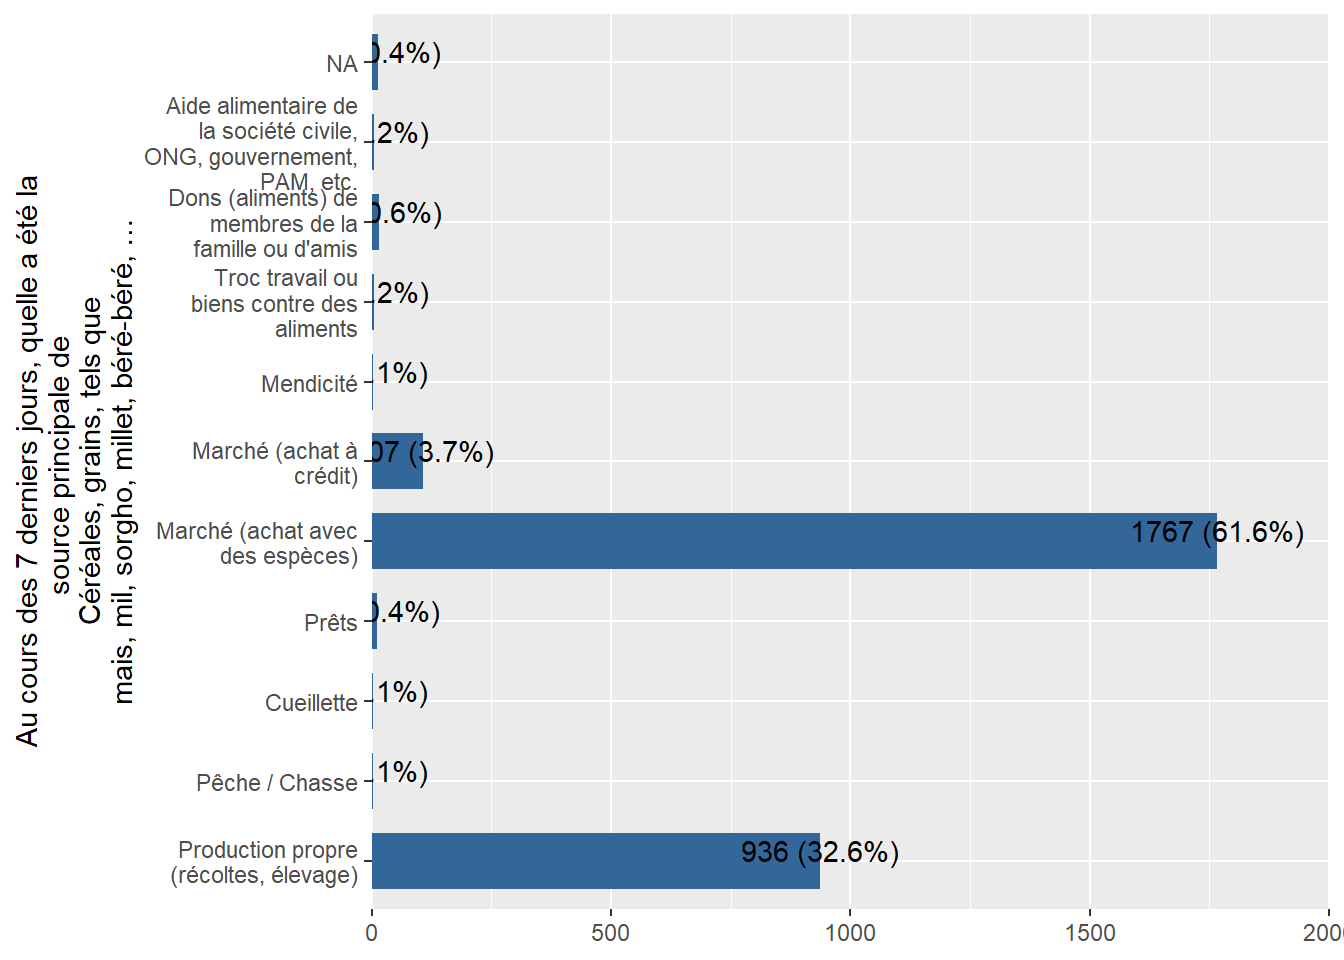 Au cours des 7 derniers jours, quelle a été la
source principale de
Céréales, grains, tels que
mais, mil, sorgho, millet, béré-béré, …
NA
0.4%)
Aide alimentaire de
la société civile,
ONG, gouvernement,
PAM, etc.
.2%)
Dons (aliments) de
membres de la
famille ou d'amis
0.6%)
Troc travail ou
biens contre des
aliments
.2%)
Mendicité
1%)
Marché (achat à
crédit)
07 (3.7%)
Marché (achat avec
des espèces)
1767 (61.6%)
Prêts
0.4%)
Cueillette
1%)
Pêche / Chasse
1%)
Production propre
(récoltes, élevage)
936 (32.6%)
0 500 1000 1500 200